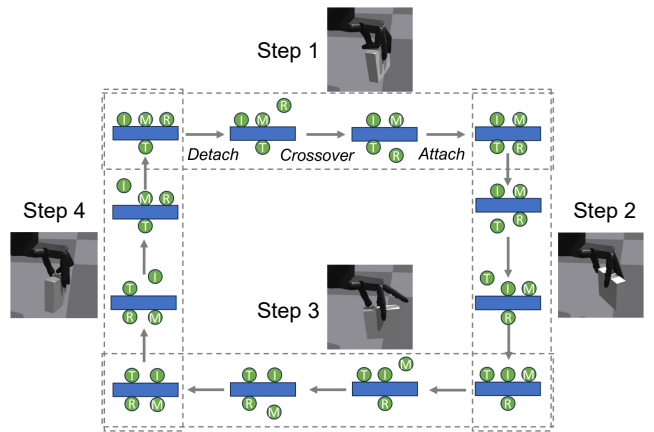 Step 1
R
I M R
I M
I M
I M
T
T
T R
T R
Detach Crossover Attach
I
M R
T
I M
T R
Step 4
Step 2
T I
R M
Step 3
T
I M
R
T I
R M
T I
R M
T I
M
R
T I M
R